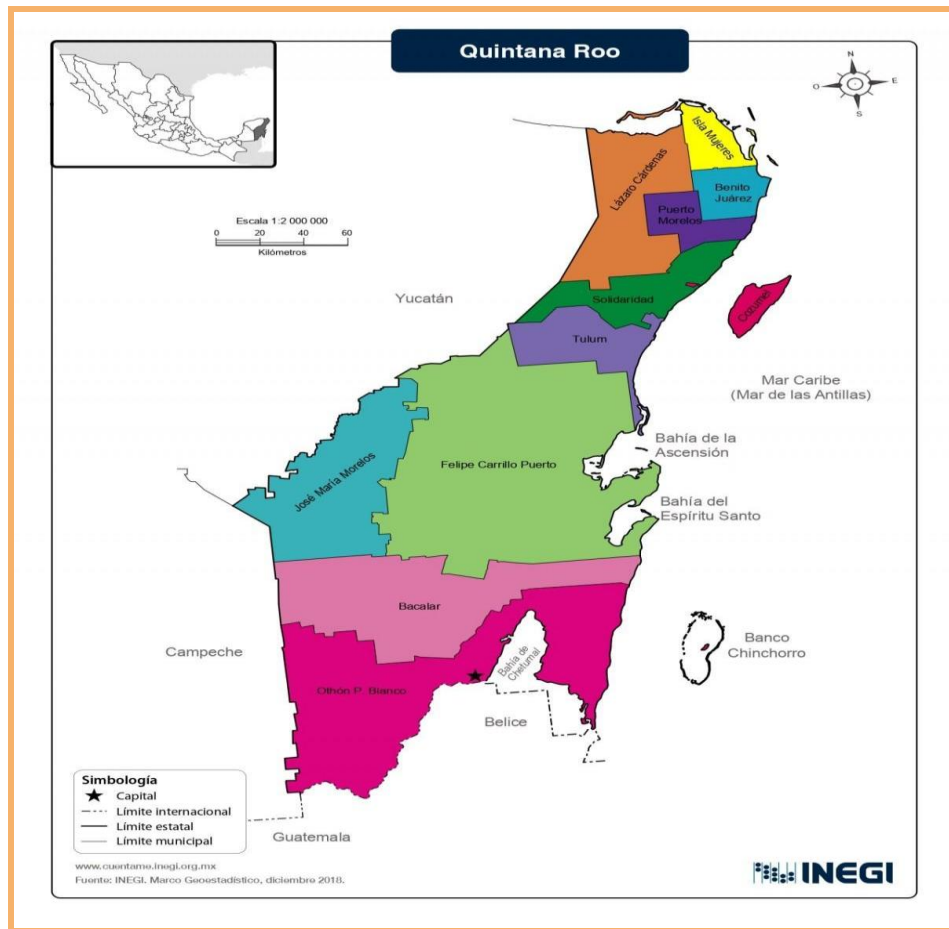 Quintana Roo
N
O
E
S
Isla Mujeres
Lázaro Cárdenas
Benito
Juárez
Puerto
Morelos
Escala 1:2 000 000
0 20 40 60
Kilómetros
Yucatán
Solidaridad
Cozumel
Tulum
Mar Caribe
(Mar de las Antillas)
Bahía de la
Ascensión
Felipe Carrillo Puerto
José María Morelos
Bahía del
Espíritu Santo
Bacalar
Campeche
Banco
Chinchorro
Bahía de
Chetumal
Othón P. Blanco
Belice
Simbología
Capital
Límite internacional
Límite estatal
Límite municipal
Guatemala
www.cuentame.inegi.org.mx
Fuente: INEGI. Marco Geoestadístico, diciembre 2018.
INEGI